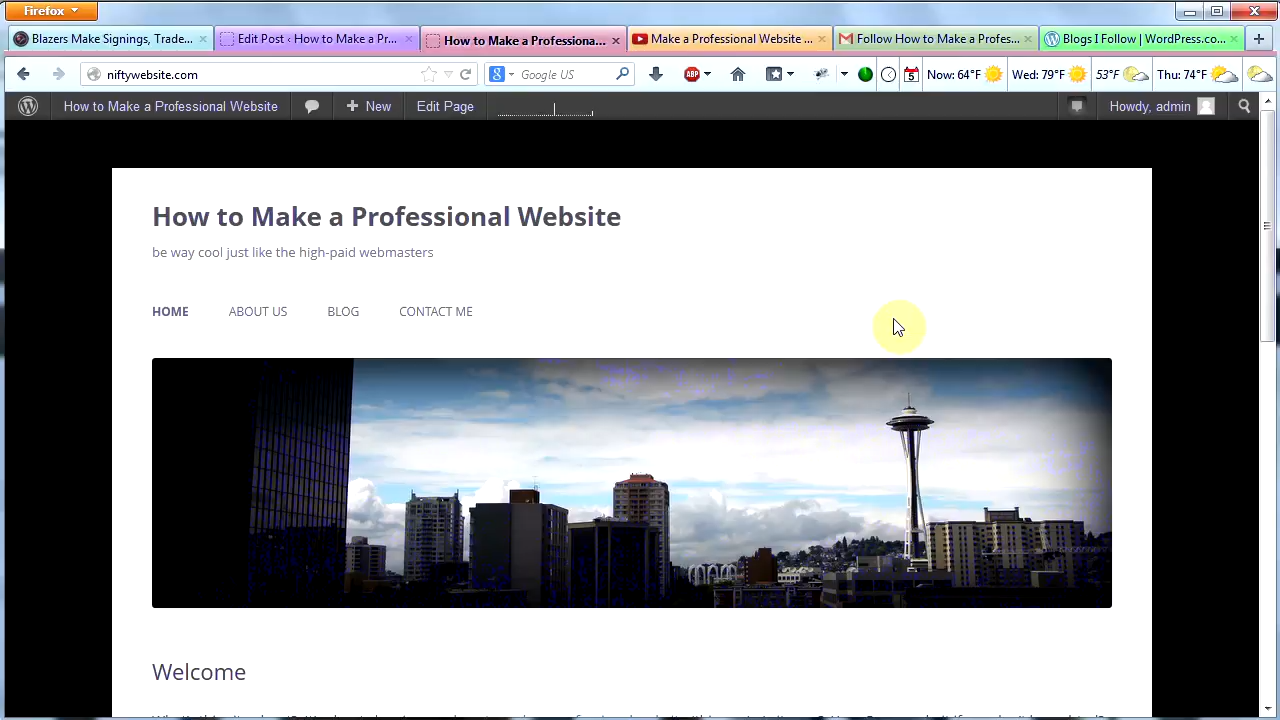 Firefox
Blazers Make Signings, Trade...
Edit Post ‹ How to Make a Pr...
How to Make a Professiona...
Make a Professional Website ...
Follow How to Make a Profes...
Blogs I Follow | WordPress.co...
niftywebsite.com
Google US
ABP
5
Now: 64°F
Wed: 79°F
53°F
Thu: 74°F
How to Make a Professional Website
New
Edit Page
Howdy, admin
How to Make a Professional Website
be way cool just like the high-paid webmasters
HOME
ABOUT US
BLOG
CONTACT ME
Welcome